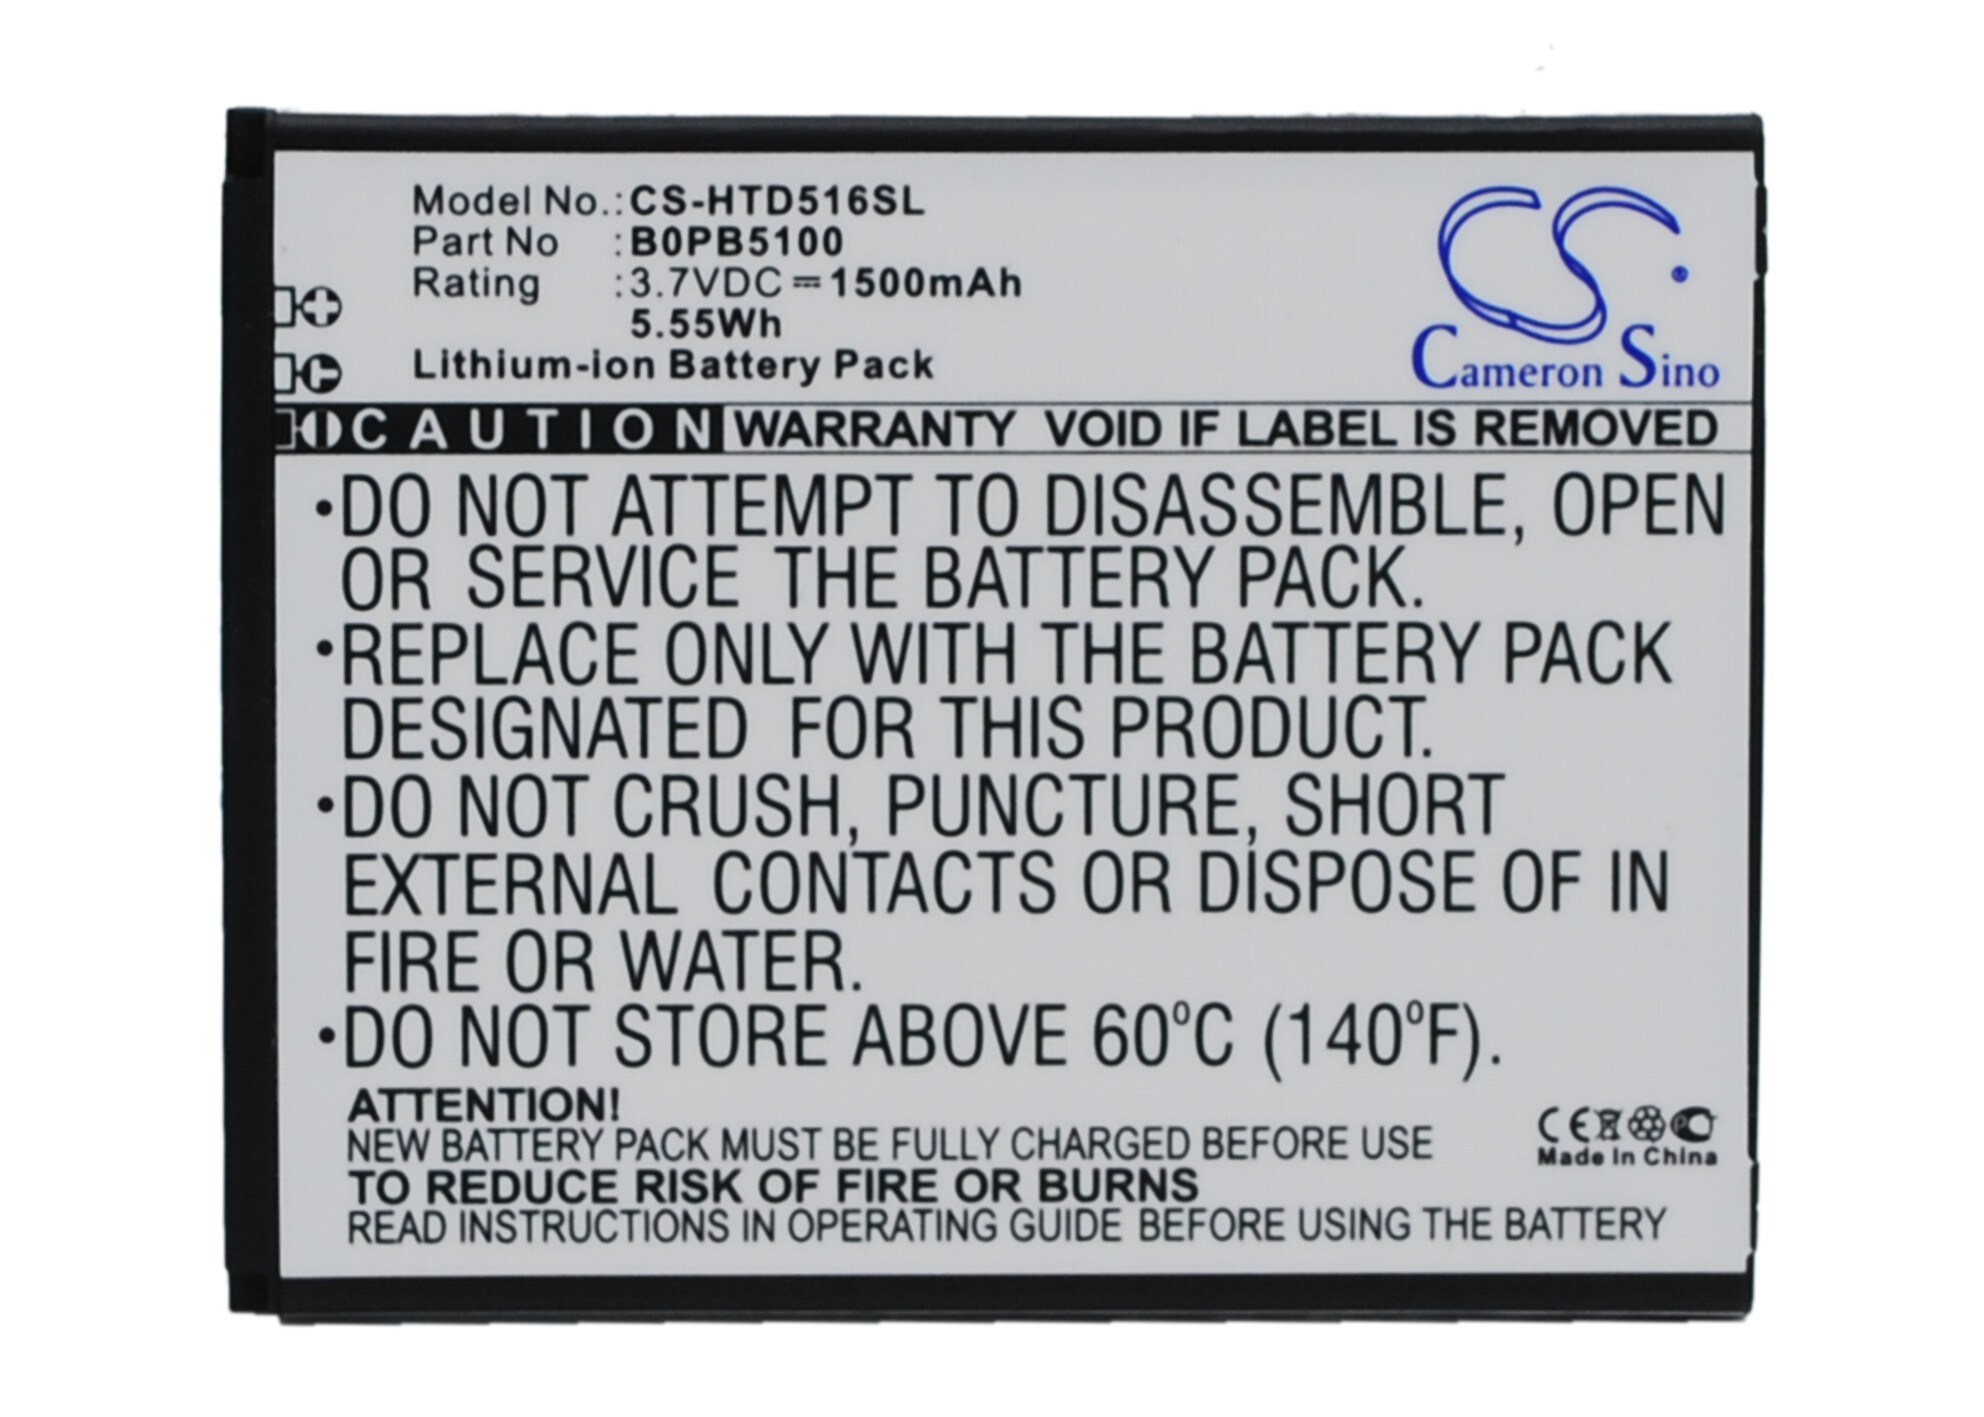 Model No.: CS-HTD516SL
Part No : B0PB5100
Rating : 3.7VDC ⎓ 1500mAh
5.55Wh
Lithium-ion Battery Pack
CS®
Cameron Sino
CAUTION WARRANTY VOID IF LABEL IS REMOVED
•DO NOT ATTEMPT TO DISASSEMBLE, OPEN
OR SERVICE THE BATTERY PACK.
•REPLACE ONLY WITH THE BATTERY PACK
DESIGNATED FOR THIS PRODUCT.
•DO NOT CRUSH, PUNCTURE, SHORT
EXTERNAL CONTACTS OR DISPOSE OF IN
FIRE OR WATER.
•DO NOT STORE ABOVE 60°C (140°F).
ATTENTION!
NEW BATTERY PACK MUST BE FULLY CHARGED BEFORE USE
TO REDUCE RISK OF FIRE OR BURNS
READ INSTRUCTIONS IN OPERATING GUIDE BEFORE USING THE BATTERY
CE
Made In China